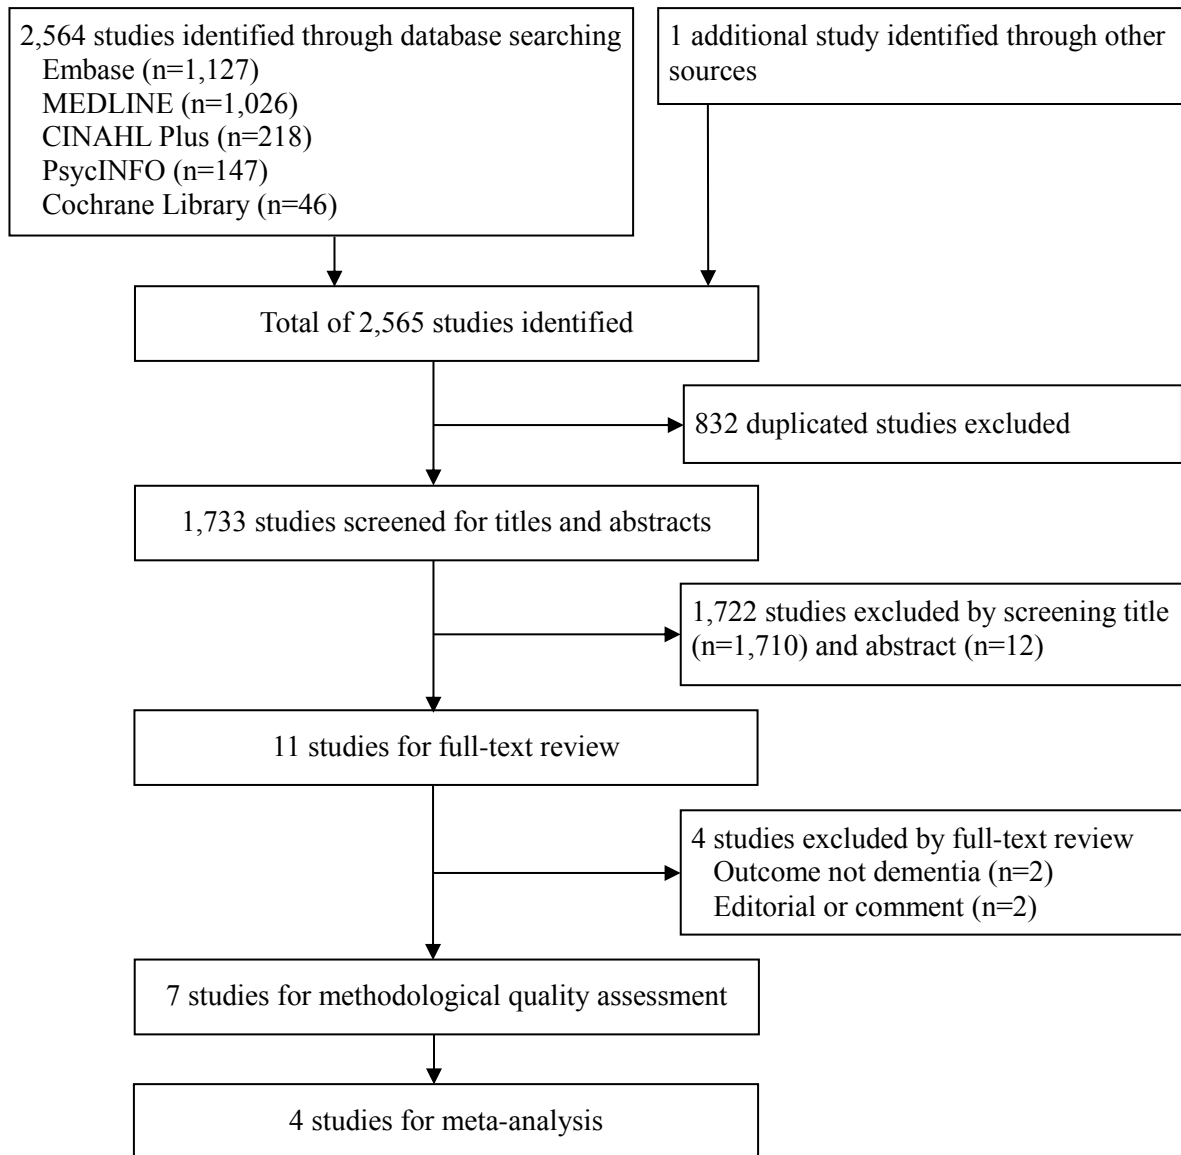 2,564 studies identified through database searching
Embase (n=1,127)
MEDLINE (n=1,026)
CINAHL Plus (n=218)
PsycINFO (n=147)
Cochrane Library (n=46)
1 additional study identified through other
sources
Total of 2,565 studies identified
832 duplicated studies excluded
1,733 studies screened for titles and abstracts
1,722 studies excluded by screening title
(n=1,710) and abstract (n=12)
11 studies for full-text review
4 studies excluded by full-text review
Outcome not dementia (n=2)
Editorial or comment (n=2)
7 studies for methodological quality assessment
4 studies for meta-analysis